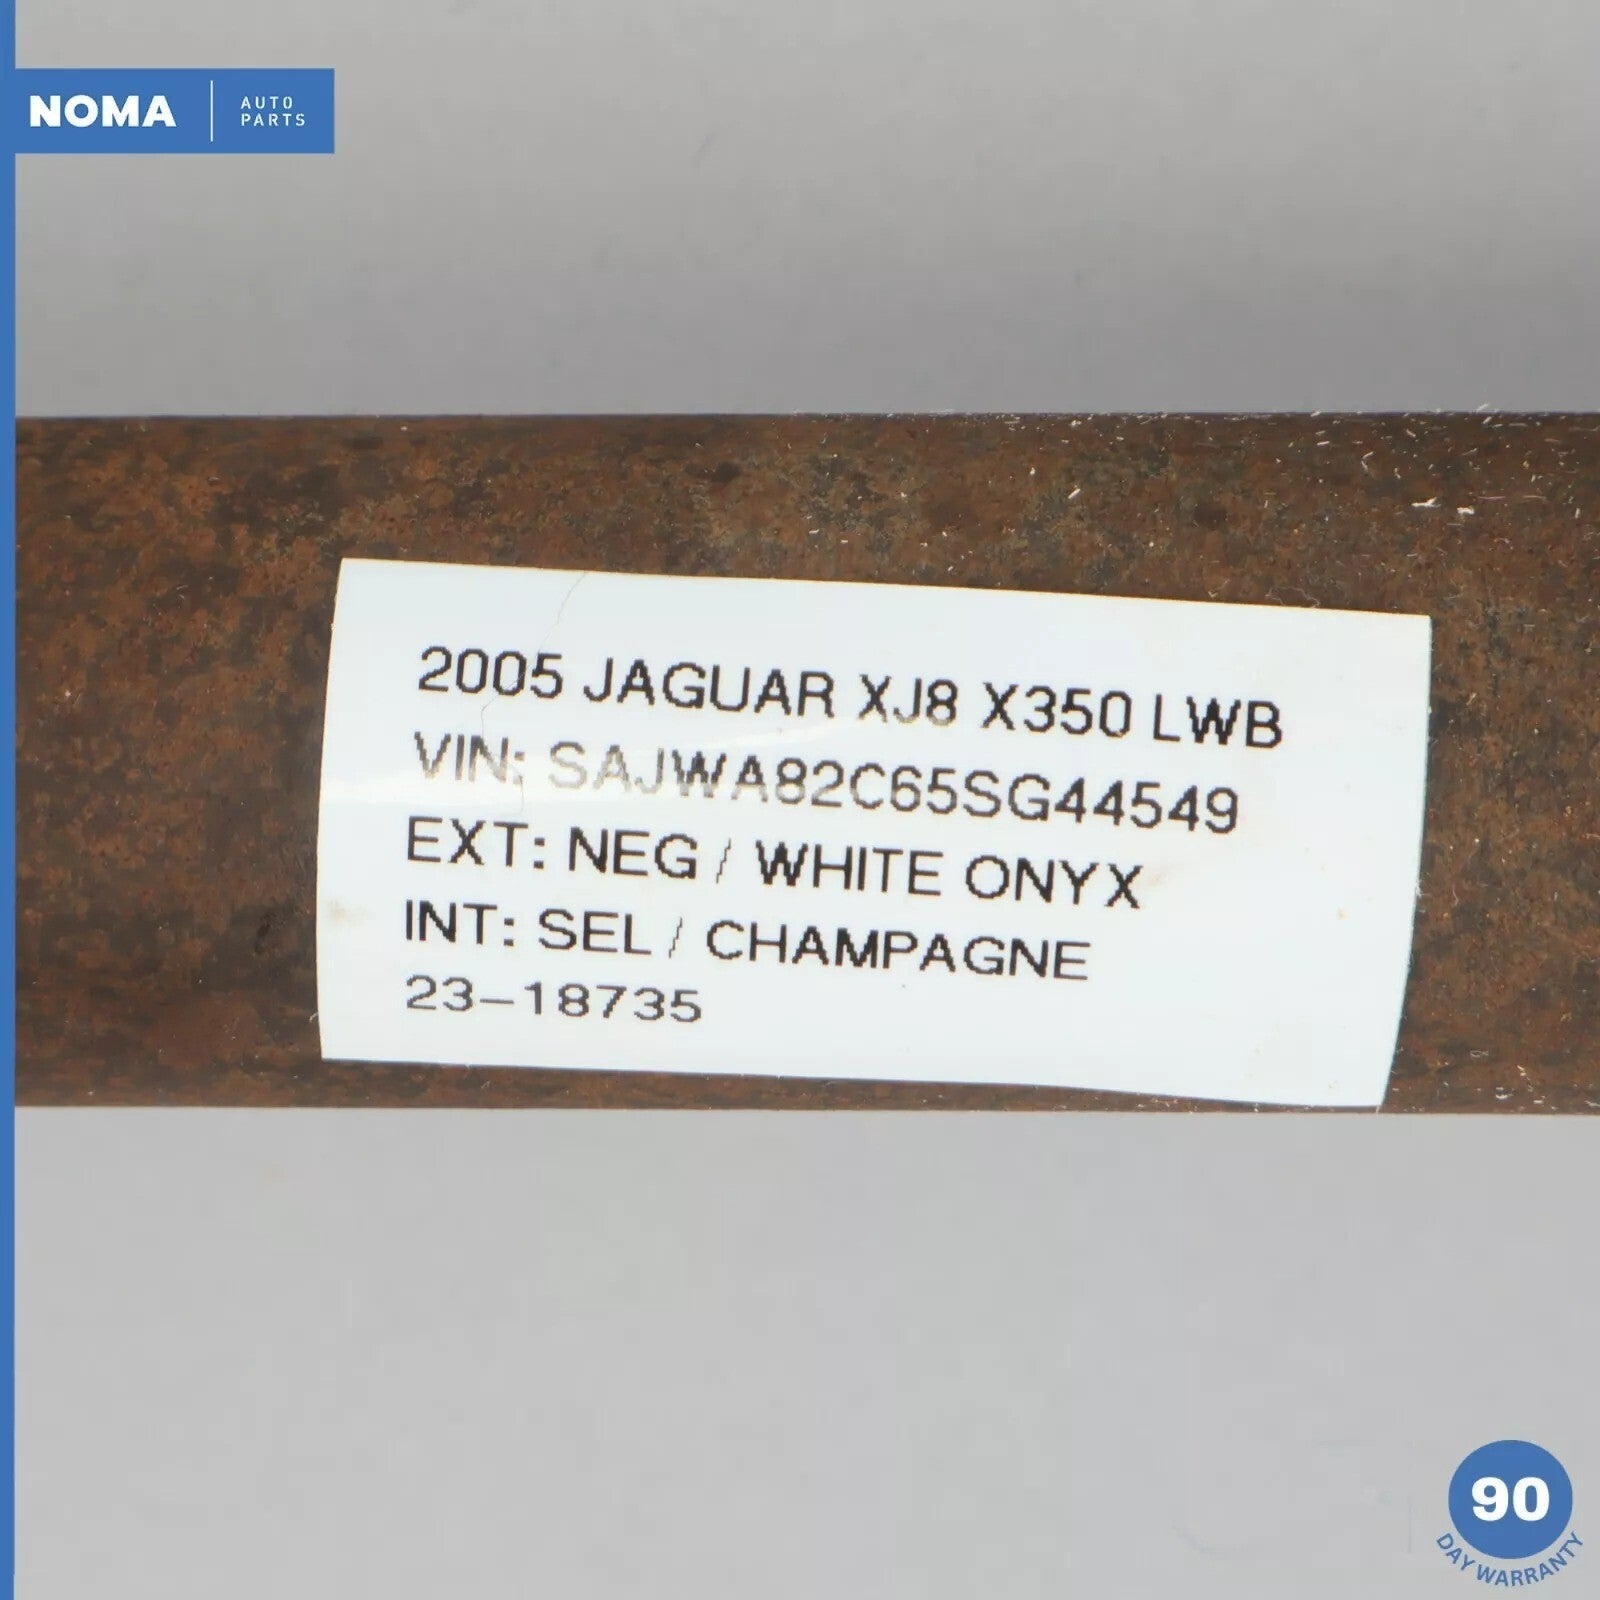 NOMA
AUTO
PARTS
2005 JAGUAR XJ8 X350 LWB
VIN: SAJWA82C65SG44549
EXT: NEG / WHITE ONYX
INT: SEL / CHAMPAGNE
23-18735
90
DAY WARRANTY